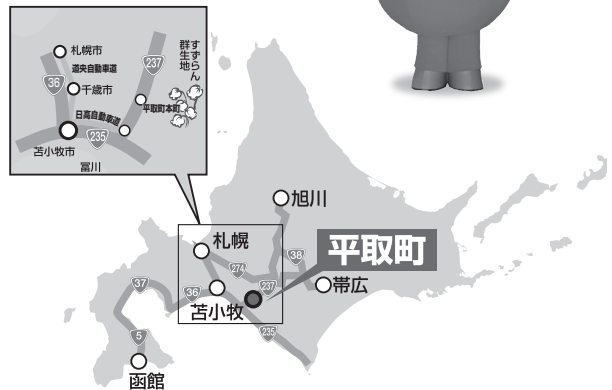 札幌市
道央自動車道
36
千歳市
237
すずらん
群生地
平取町本町
日高自動車道
235
苫小牧市
冨川
旭川
札幌
平取町
274
38
237
帯広
37
36
苫小牧
235
5
函館